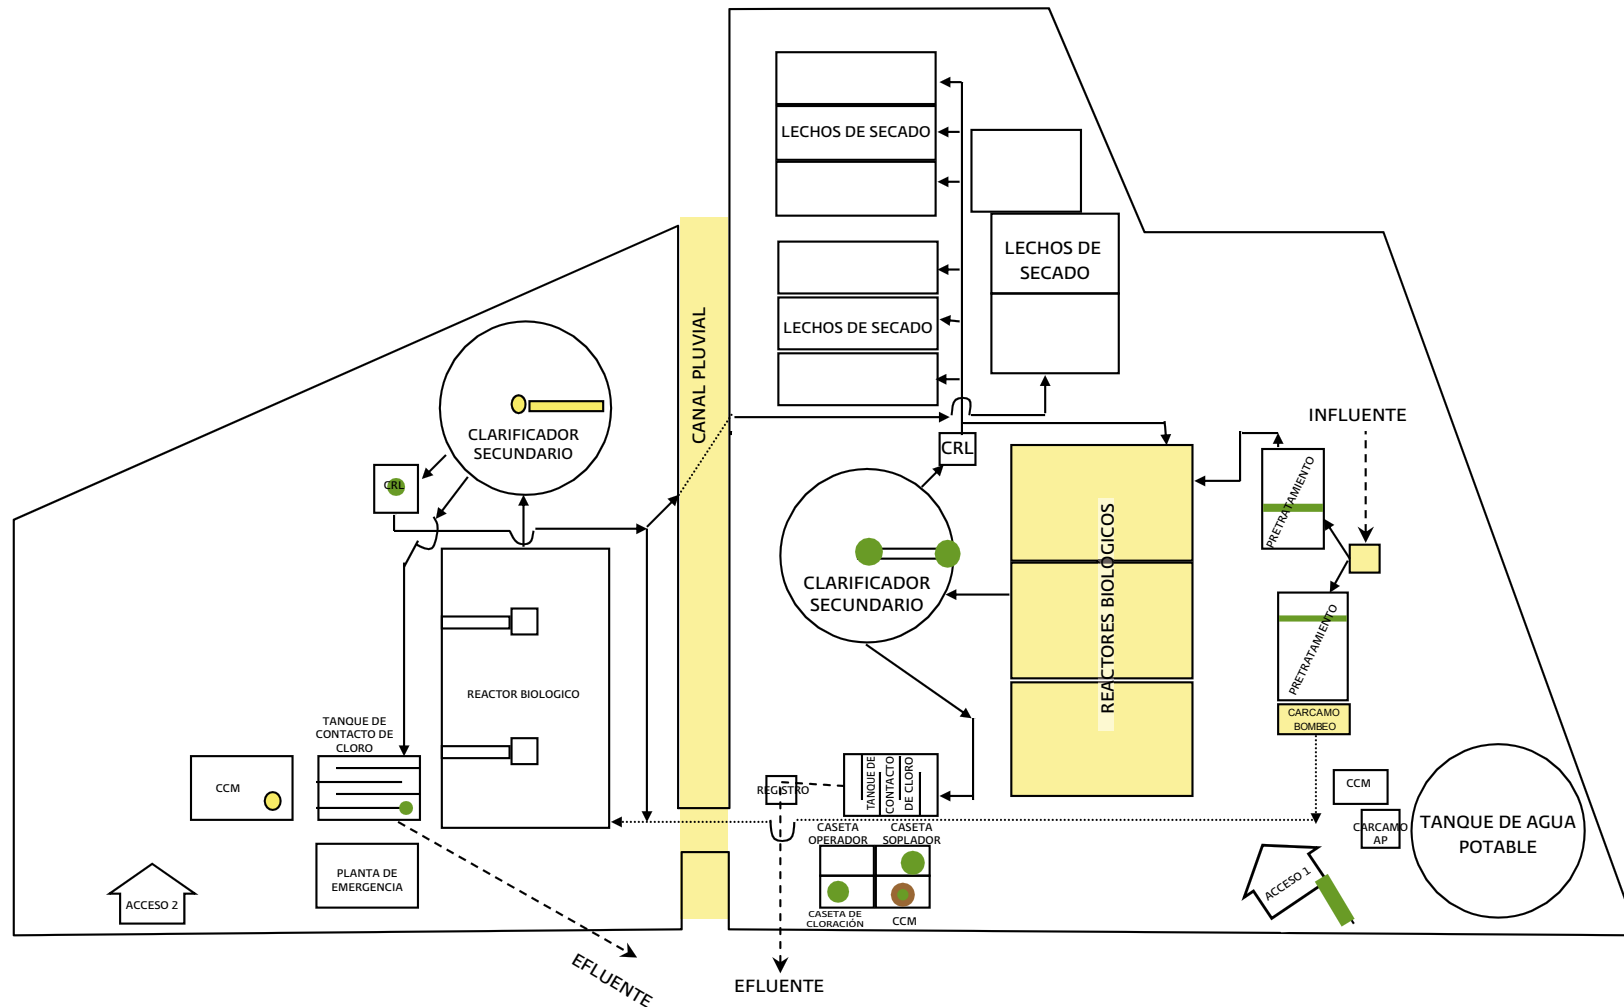 LECHOS DE SECADO
LECHOS DE
SECADO
LECHOS DE SECADO
CANAL PLUVIAL
INFLUENTE
CLARIFICADOR
SECUNDARIO
CRL
CRL
PRETRATAMIENTO
REACTORES BIOLOGICOS
CLARIFICADOR
SECUNDARIO
PRETRATAMIENTO
REACTOR BIOLOGICO
CARCAMO
BOMBEO
TANQUE DE
CONTACTO DE
CLORO
CCM
REGISTRO
TANQUE DE
CONTACTO
DE CLORO
CCM
CARCAMO
AP
TANQUE DE AGUA
POTABLE
CASETA
OPERADOR
CASETA
SOPLADOR
PLANTA DE
EMERGENCIA
ACCESO 2
ACCESO 1
CASETA DE
CLORACIÓN
CCM
EFLUENTE
EFLUENTE